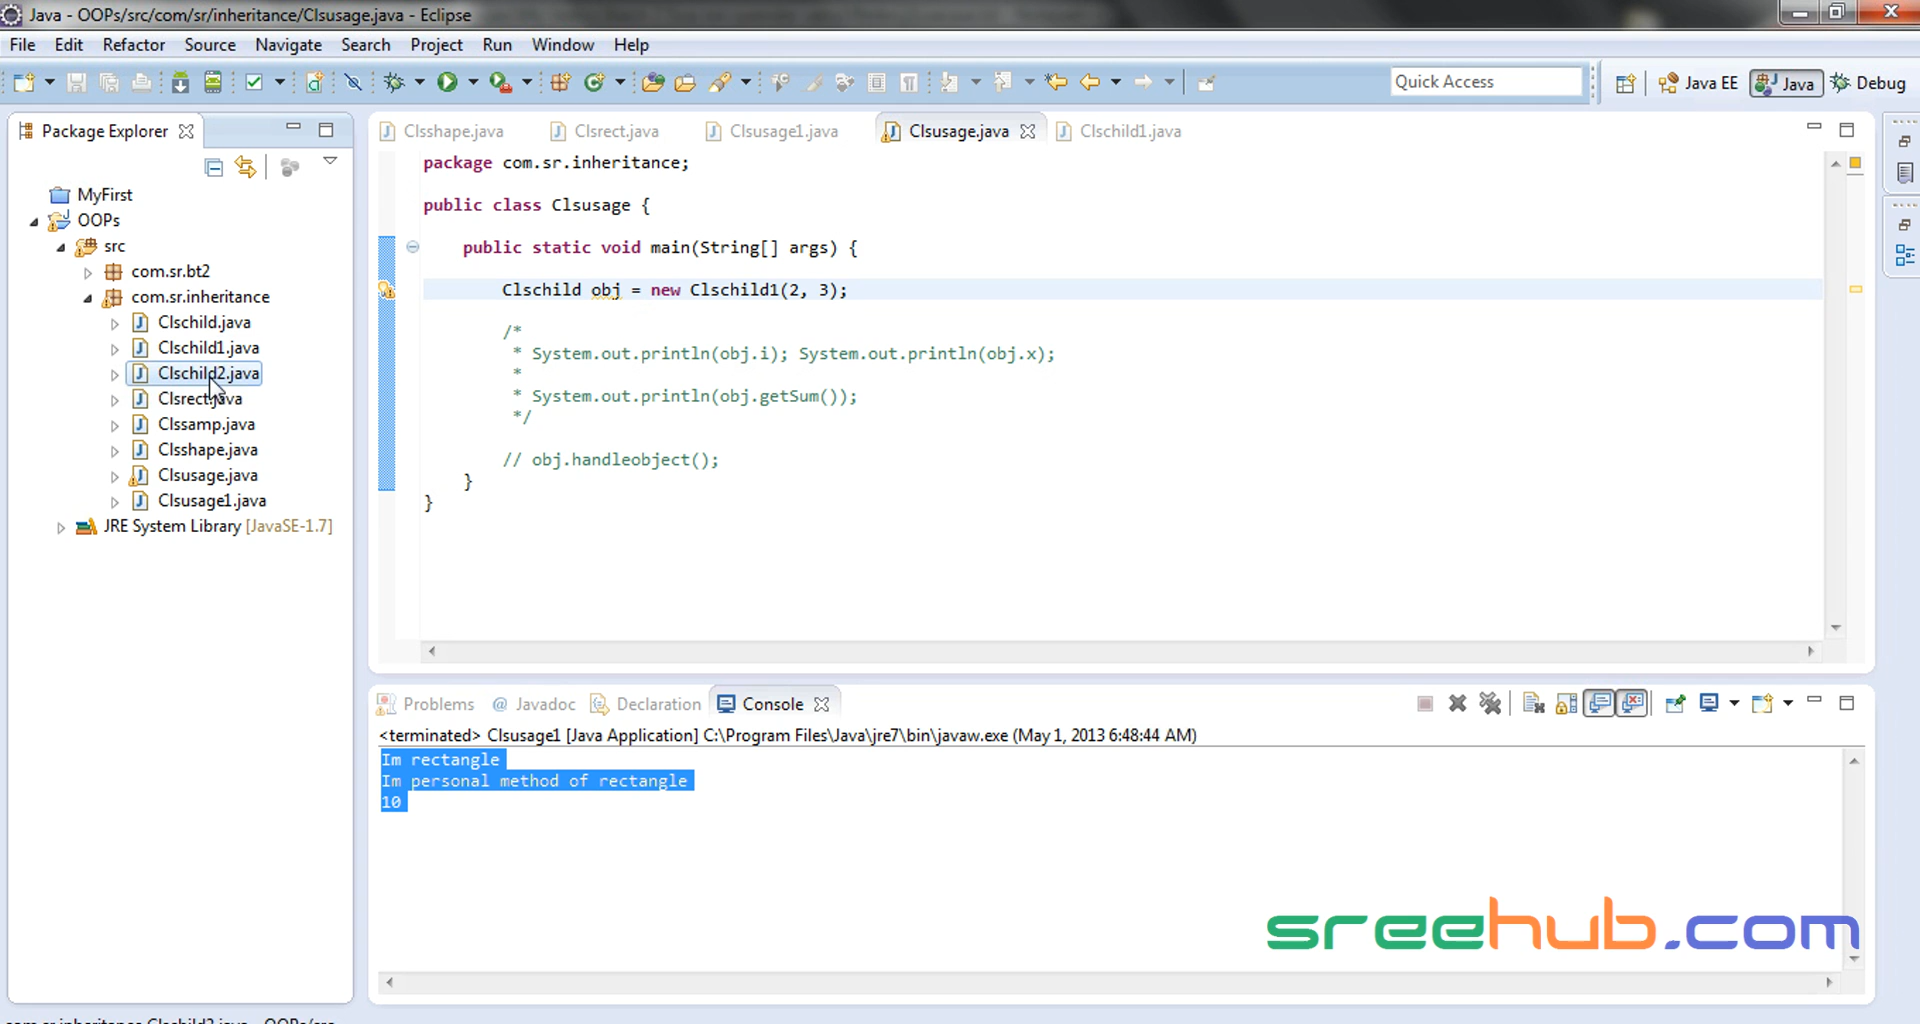 Java - OOPs/src/com/sr/inheritance/Clsusage.java - Eclipse
File Edit Refactor Source Navigate Search Project Run Window Help
Quick Access
Java EE
Java
Debug
Package Explorer
Clsshape.java
Clsrect.java
Clsusage1.java
Clsusage.java
Clschild1.java
MyFirst
OOPs
src
com.sr.bt2
com.sr.inheritance
Clschild.java
Clschild1.java
Clschild2.java
Clsrect.java
Clssamp.java
Clsshape.java
Clsusage.java
Clsusage1.java
JRE System Library [JavaSE-1.7]
package com.sr.inheritance;
public class Clsusage {
public static void main(String[] args) {
Clschild obj = new Clschild1(2, 3);
/*
* System.out.println(obj.i); System.out.println(obj.x);
*
* System.out.println(obj.getSum());
*/
// obj.handleobject();
}
}
Problems
@ Javadoc
Declaration
Console
<terminated> Clsusage1 [Java Application] C:\Program Files\Java\jre7\bin\javaw.exe (May 1, 2013 6:48:44 AM)
Im rectangle
Im personal method of rectangle
10
sreehub.com
com.sr.inheritance.Clschild2.java - OOPs/src